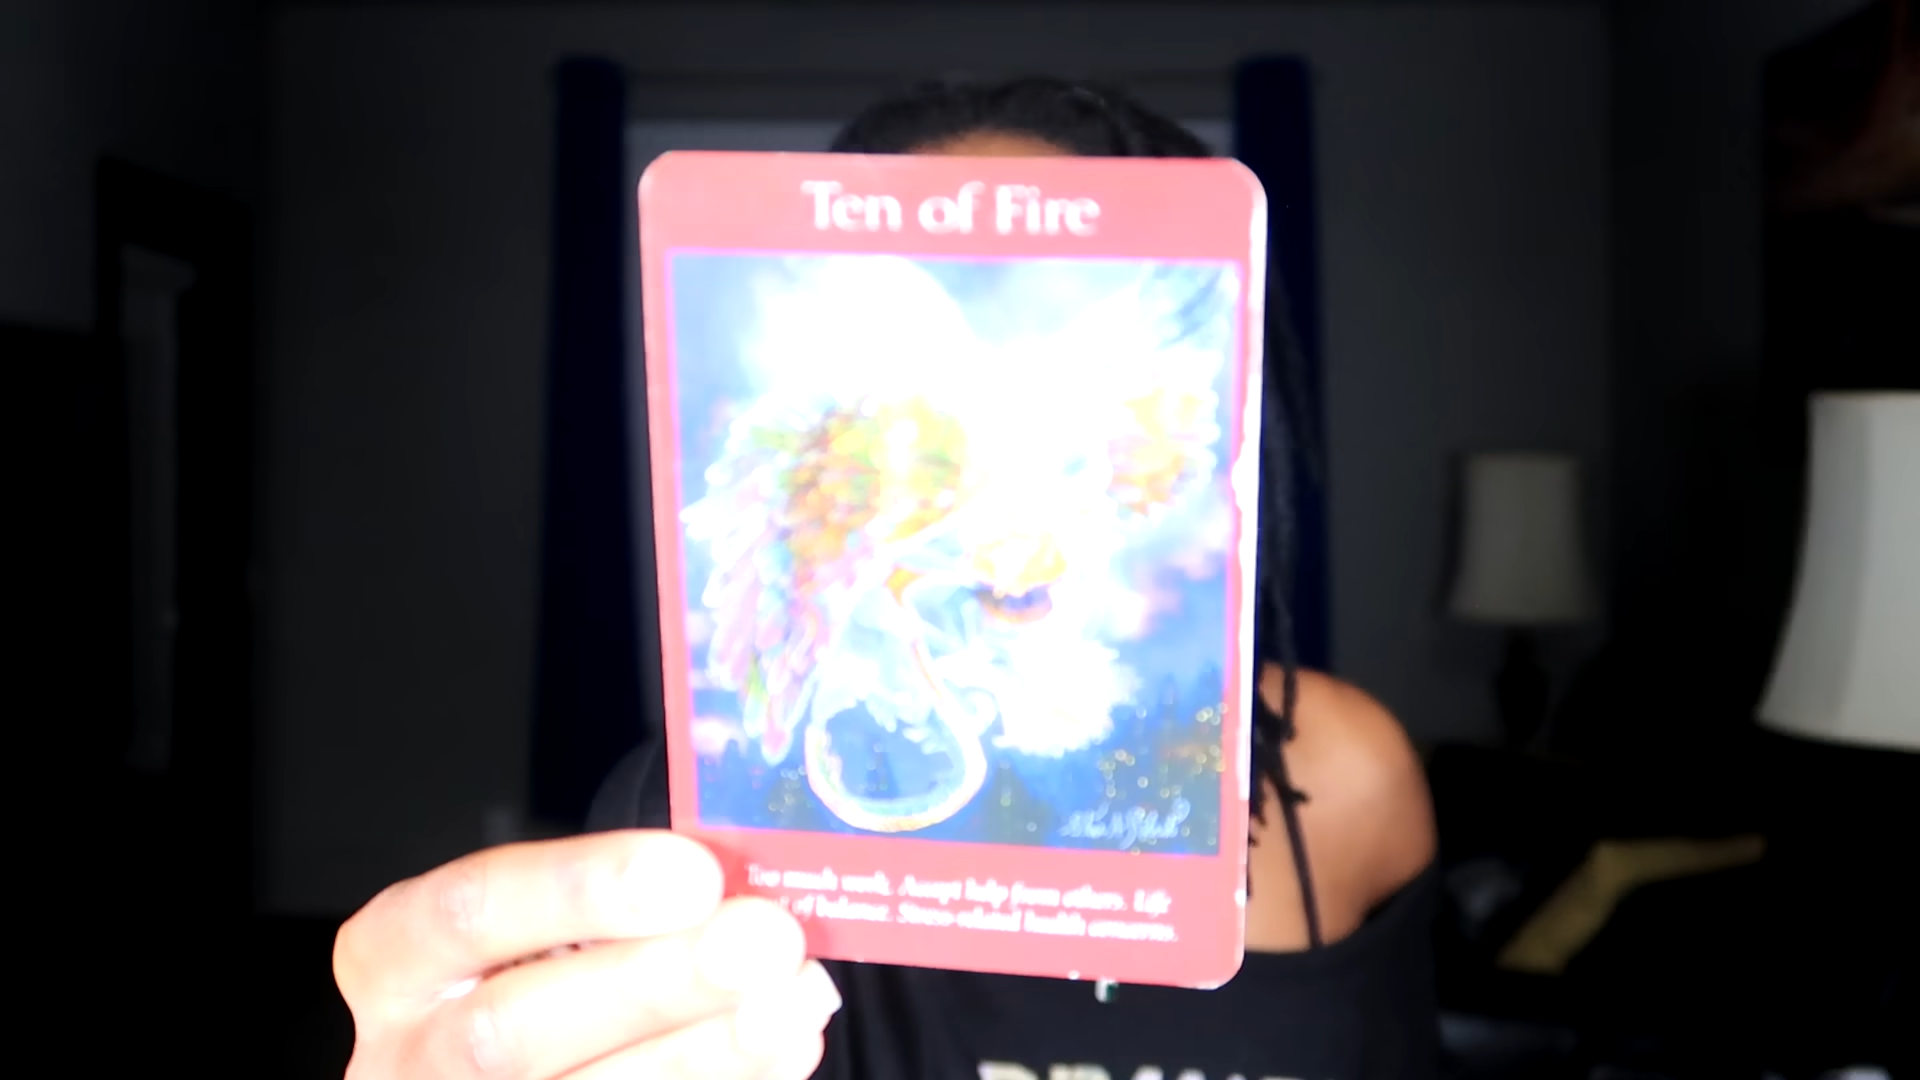 Ten of Fire
Too much work. Accept help from others. Life
of balance. Stress-related health concerns.